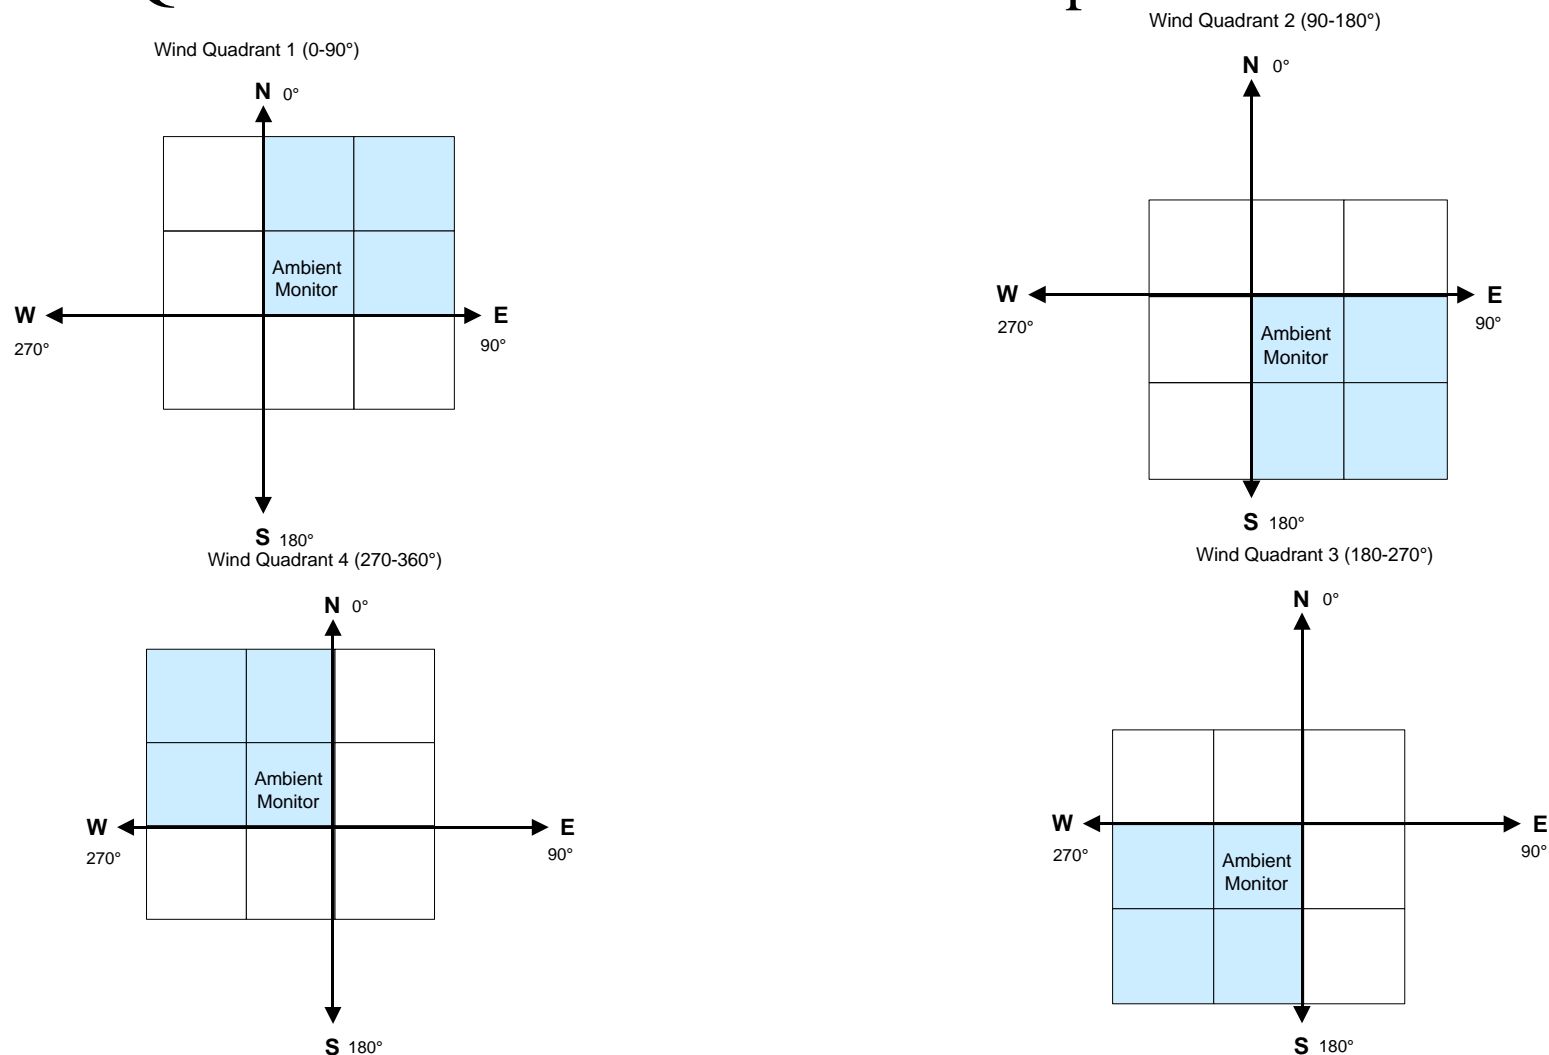 Wind Quadrant 1 (0-90°)
N 0°
Ambient
Monitor
W
E
270°
90°
S 180°
Wind Quadrant 2 (90-180°)
N 0°
W
E
270°
90°
Ambient
Monitor
S 180°
Wind Quadrant 4 (270-360°)
N 0°
Ambient
Monitor
W
E
270°
90°
S 180°
Wind Quadrant 3 (180-270°)
N 0°
W
E
270°
90°
Ambient
Monitor
S 180°